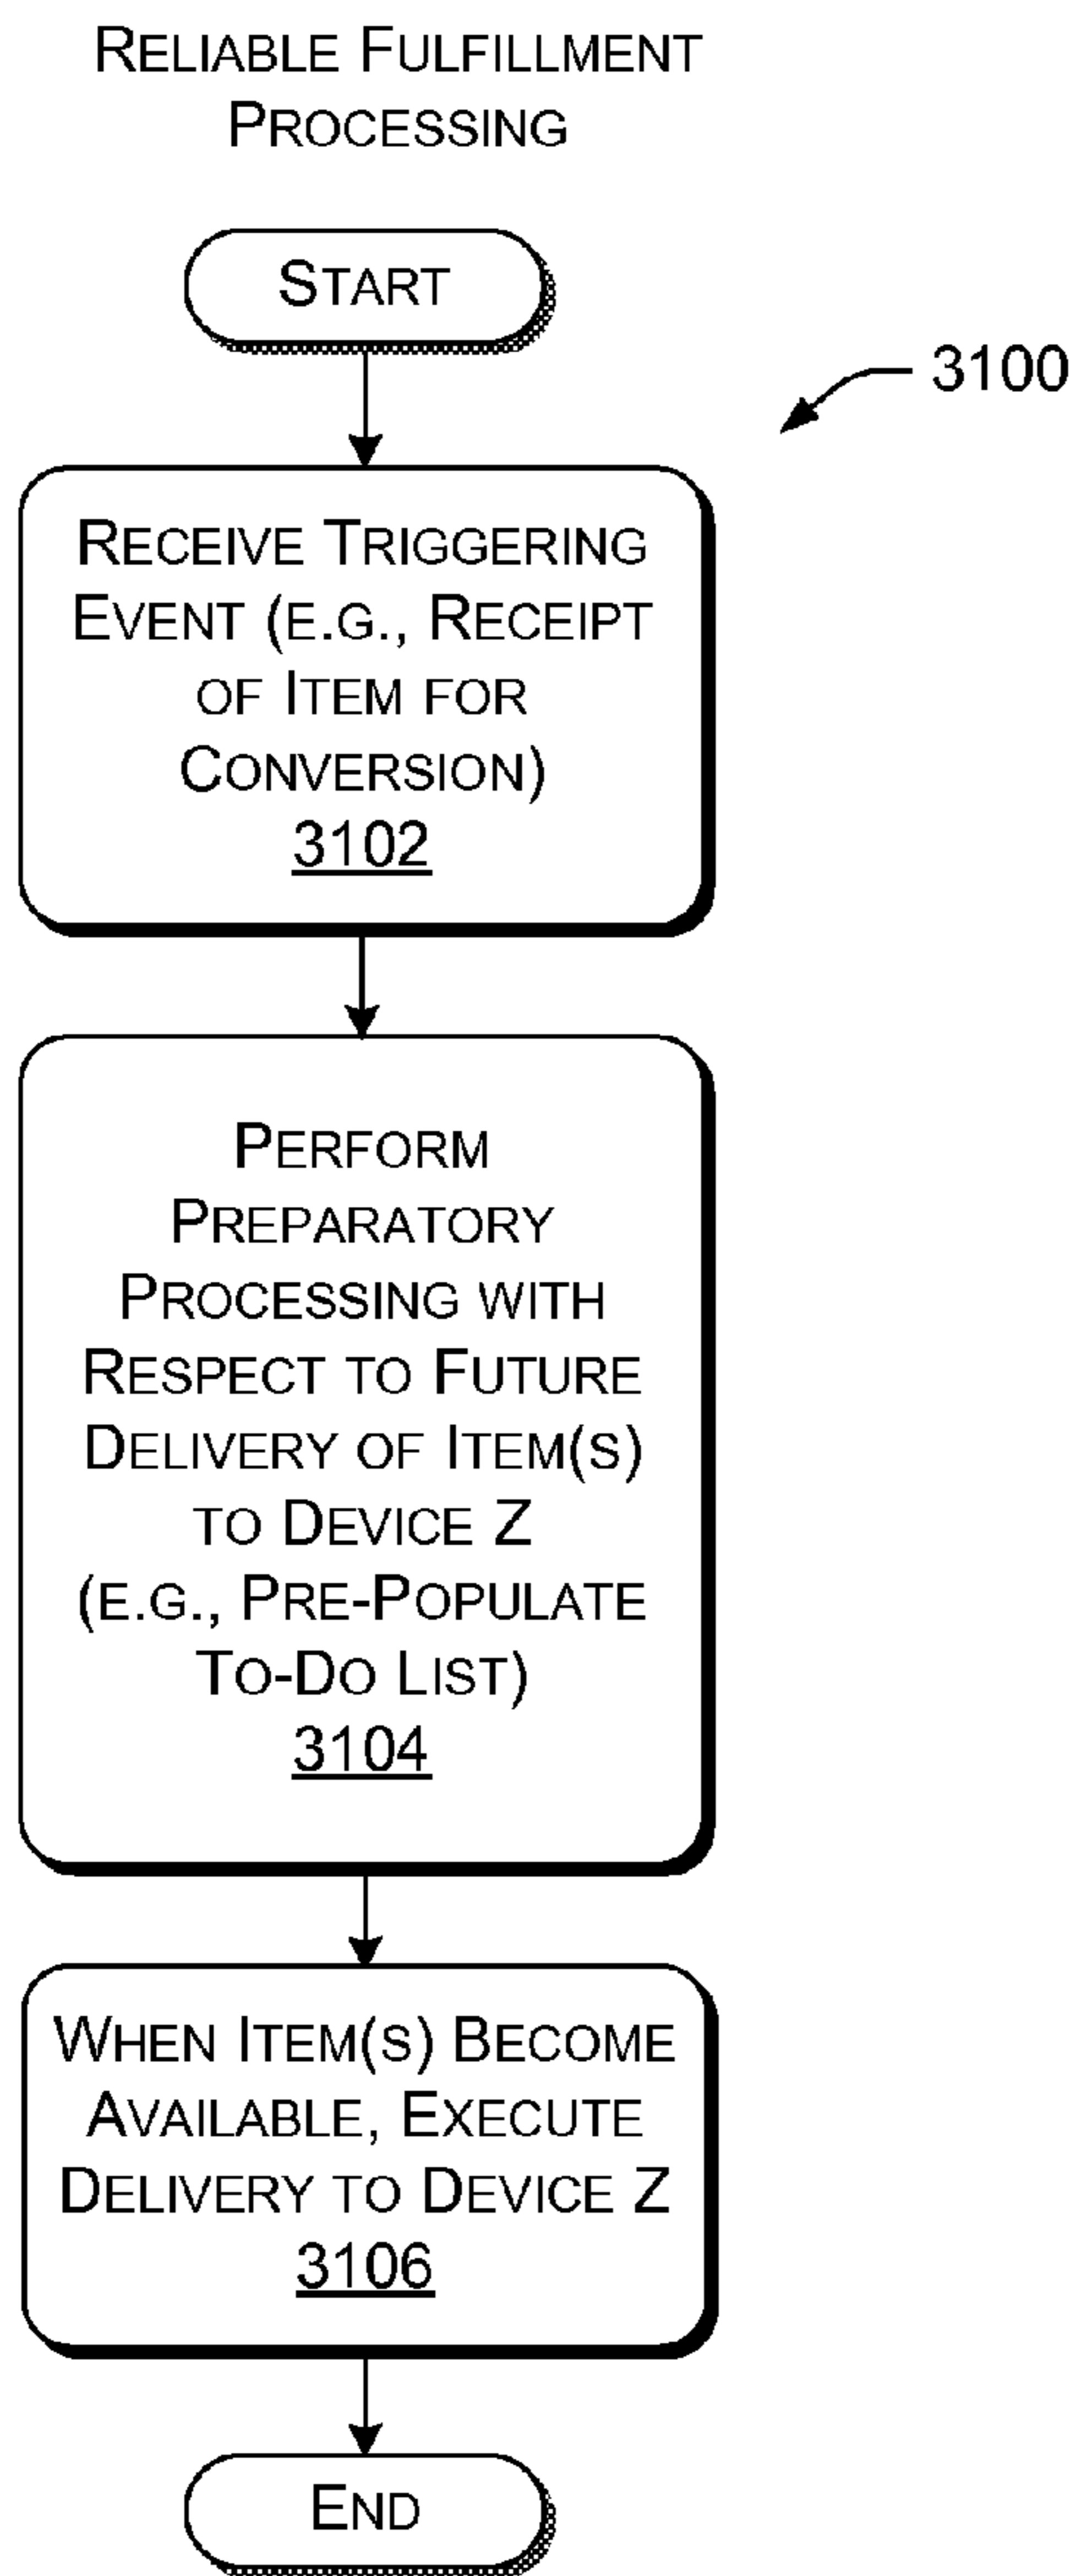 RELIABLE FULFILLMENT
PROCESSING
START
3100
RECEIVE TRIGGERING
EVENT (E.G., RECEIPT
OF ITEM FOR
CONVERSION)
3102
PERFORM
PREPARATORY
PROCESSING WITH
RESPECT TO FUTURE
DELIVERY OF ITEM(S)
TO DEVICE Z
(E.G., PRE-POPULATE
TO-DO LIST)
3104
WHEN ITEM(S) BECOME
AVAILABLE, EXECUTE
DELIVERY TO DEVICE Z
3106
END